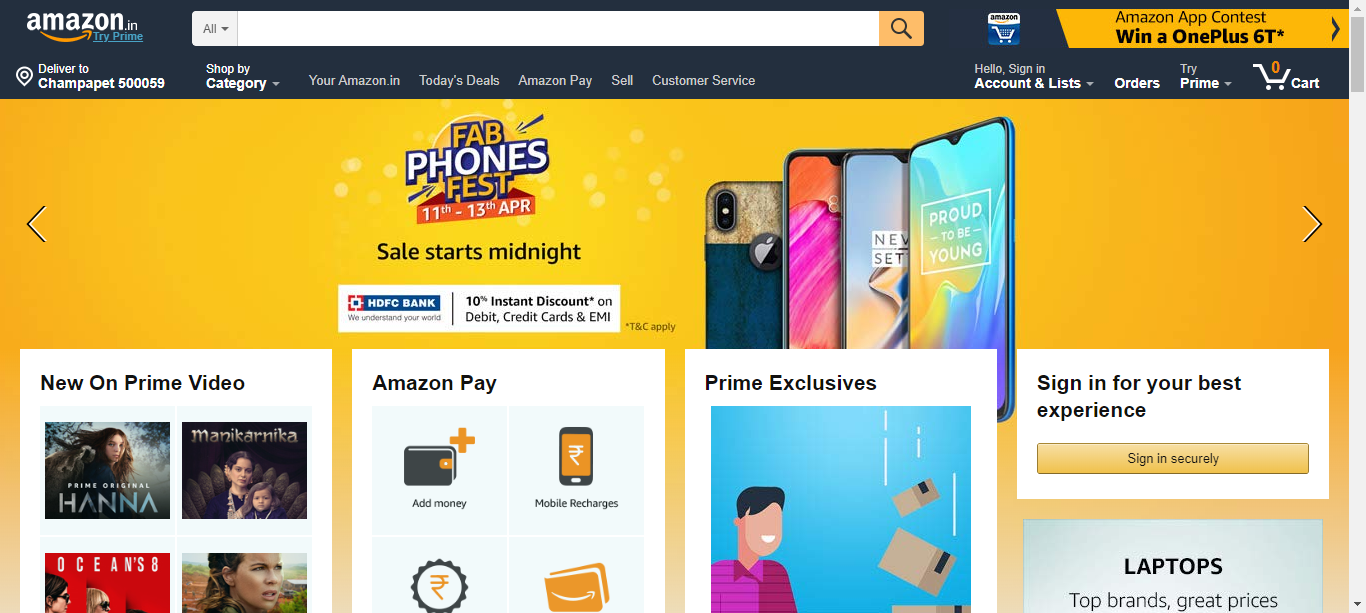 amazon.in
Try Prime
All
amazon
Amazon App Contest
Win a OnePlus 6T*
Deliver to
Champapet 500059
Shop by
Category
Your Amazon.in
Today's Deals
Amazon Pay
Sell
Customer Service
Hello, Sign in
Account & Lists
Orders
Try
Prime
0
Cart
FAB
PHONES
FEST
11th - 13th APR
Sale starts midnight
HDFC BANK
We understand your world
10% Instant Discount* on
Debit, Credit Cards & EMI
*T&C apply
PROUD
TO BE
YOUNG
New On Prime Video
Amazon Pay
Prime Exclusives
Sign in for your best
experience
Sign in securely
PRIME ORIGINAL
HANNA
Manikarnika
Add money
₹
Mobile Recharges
OCEAN'S 8
₹
LAPTOPS
Top brands, great prices